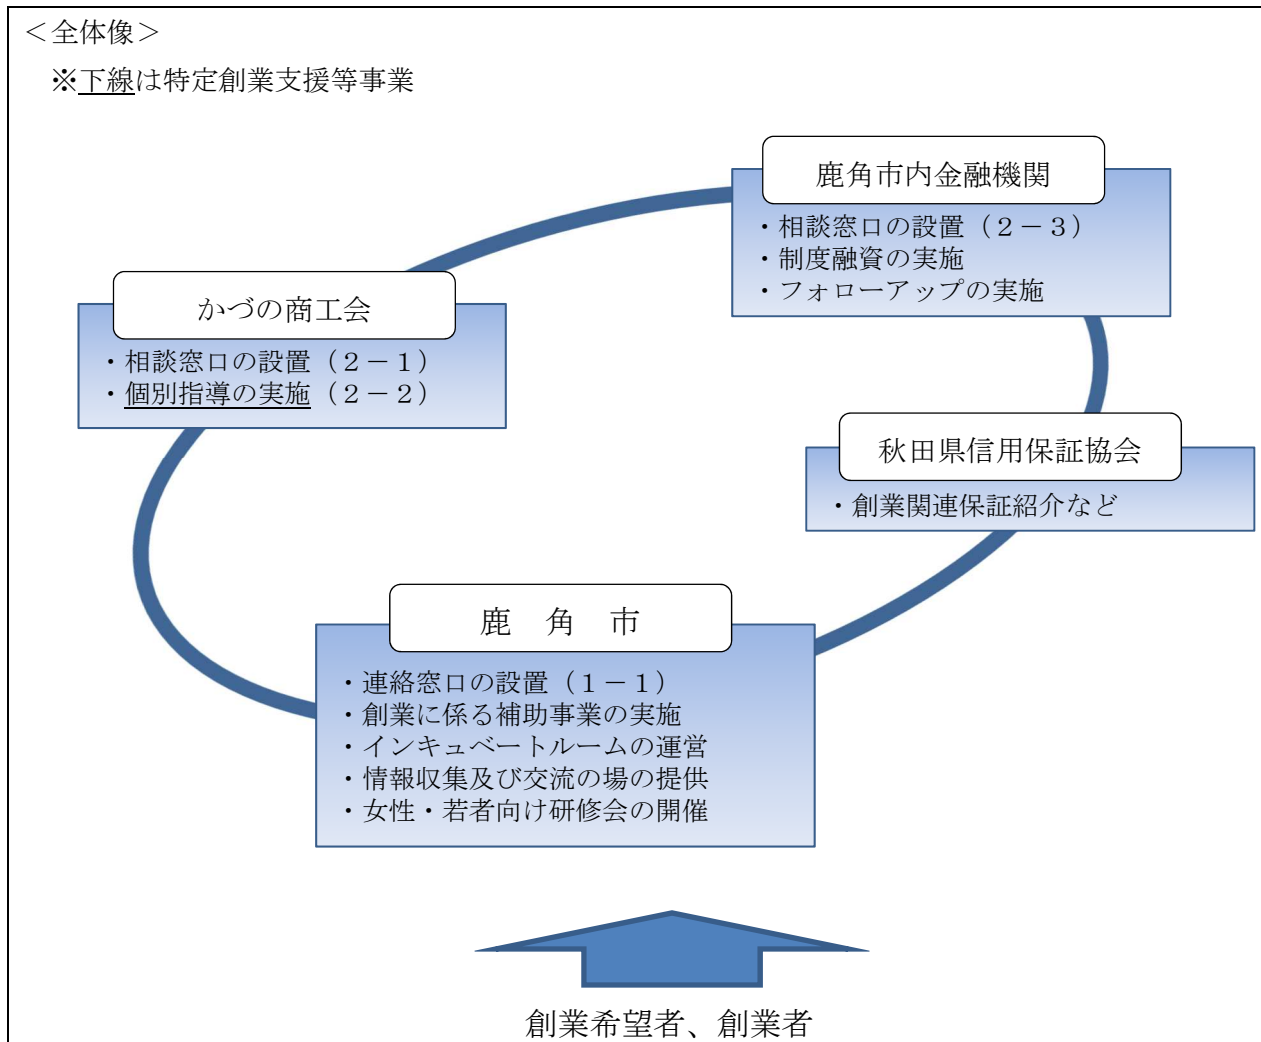 ＜全体像＞
※下線は特定創業支援等事業
鹿角市内金融機関
・相談窓口の設置（２－３）
・制度融資の実施
・フォローアップの実施
かづの商工会
・相談窓口の設置（２－１）
・個別指導の実施（２－２）
秋田県信用保証協会
・創業関連保証紹介など
鹿　角　市
・連絡窓口の設置（１－１）
・創業に係る補助事業の実施
・インキュベートルームの運営
・情報収集及び交流の場の提供
・女性・若者向け研修会の開催
創業希望者、創業者